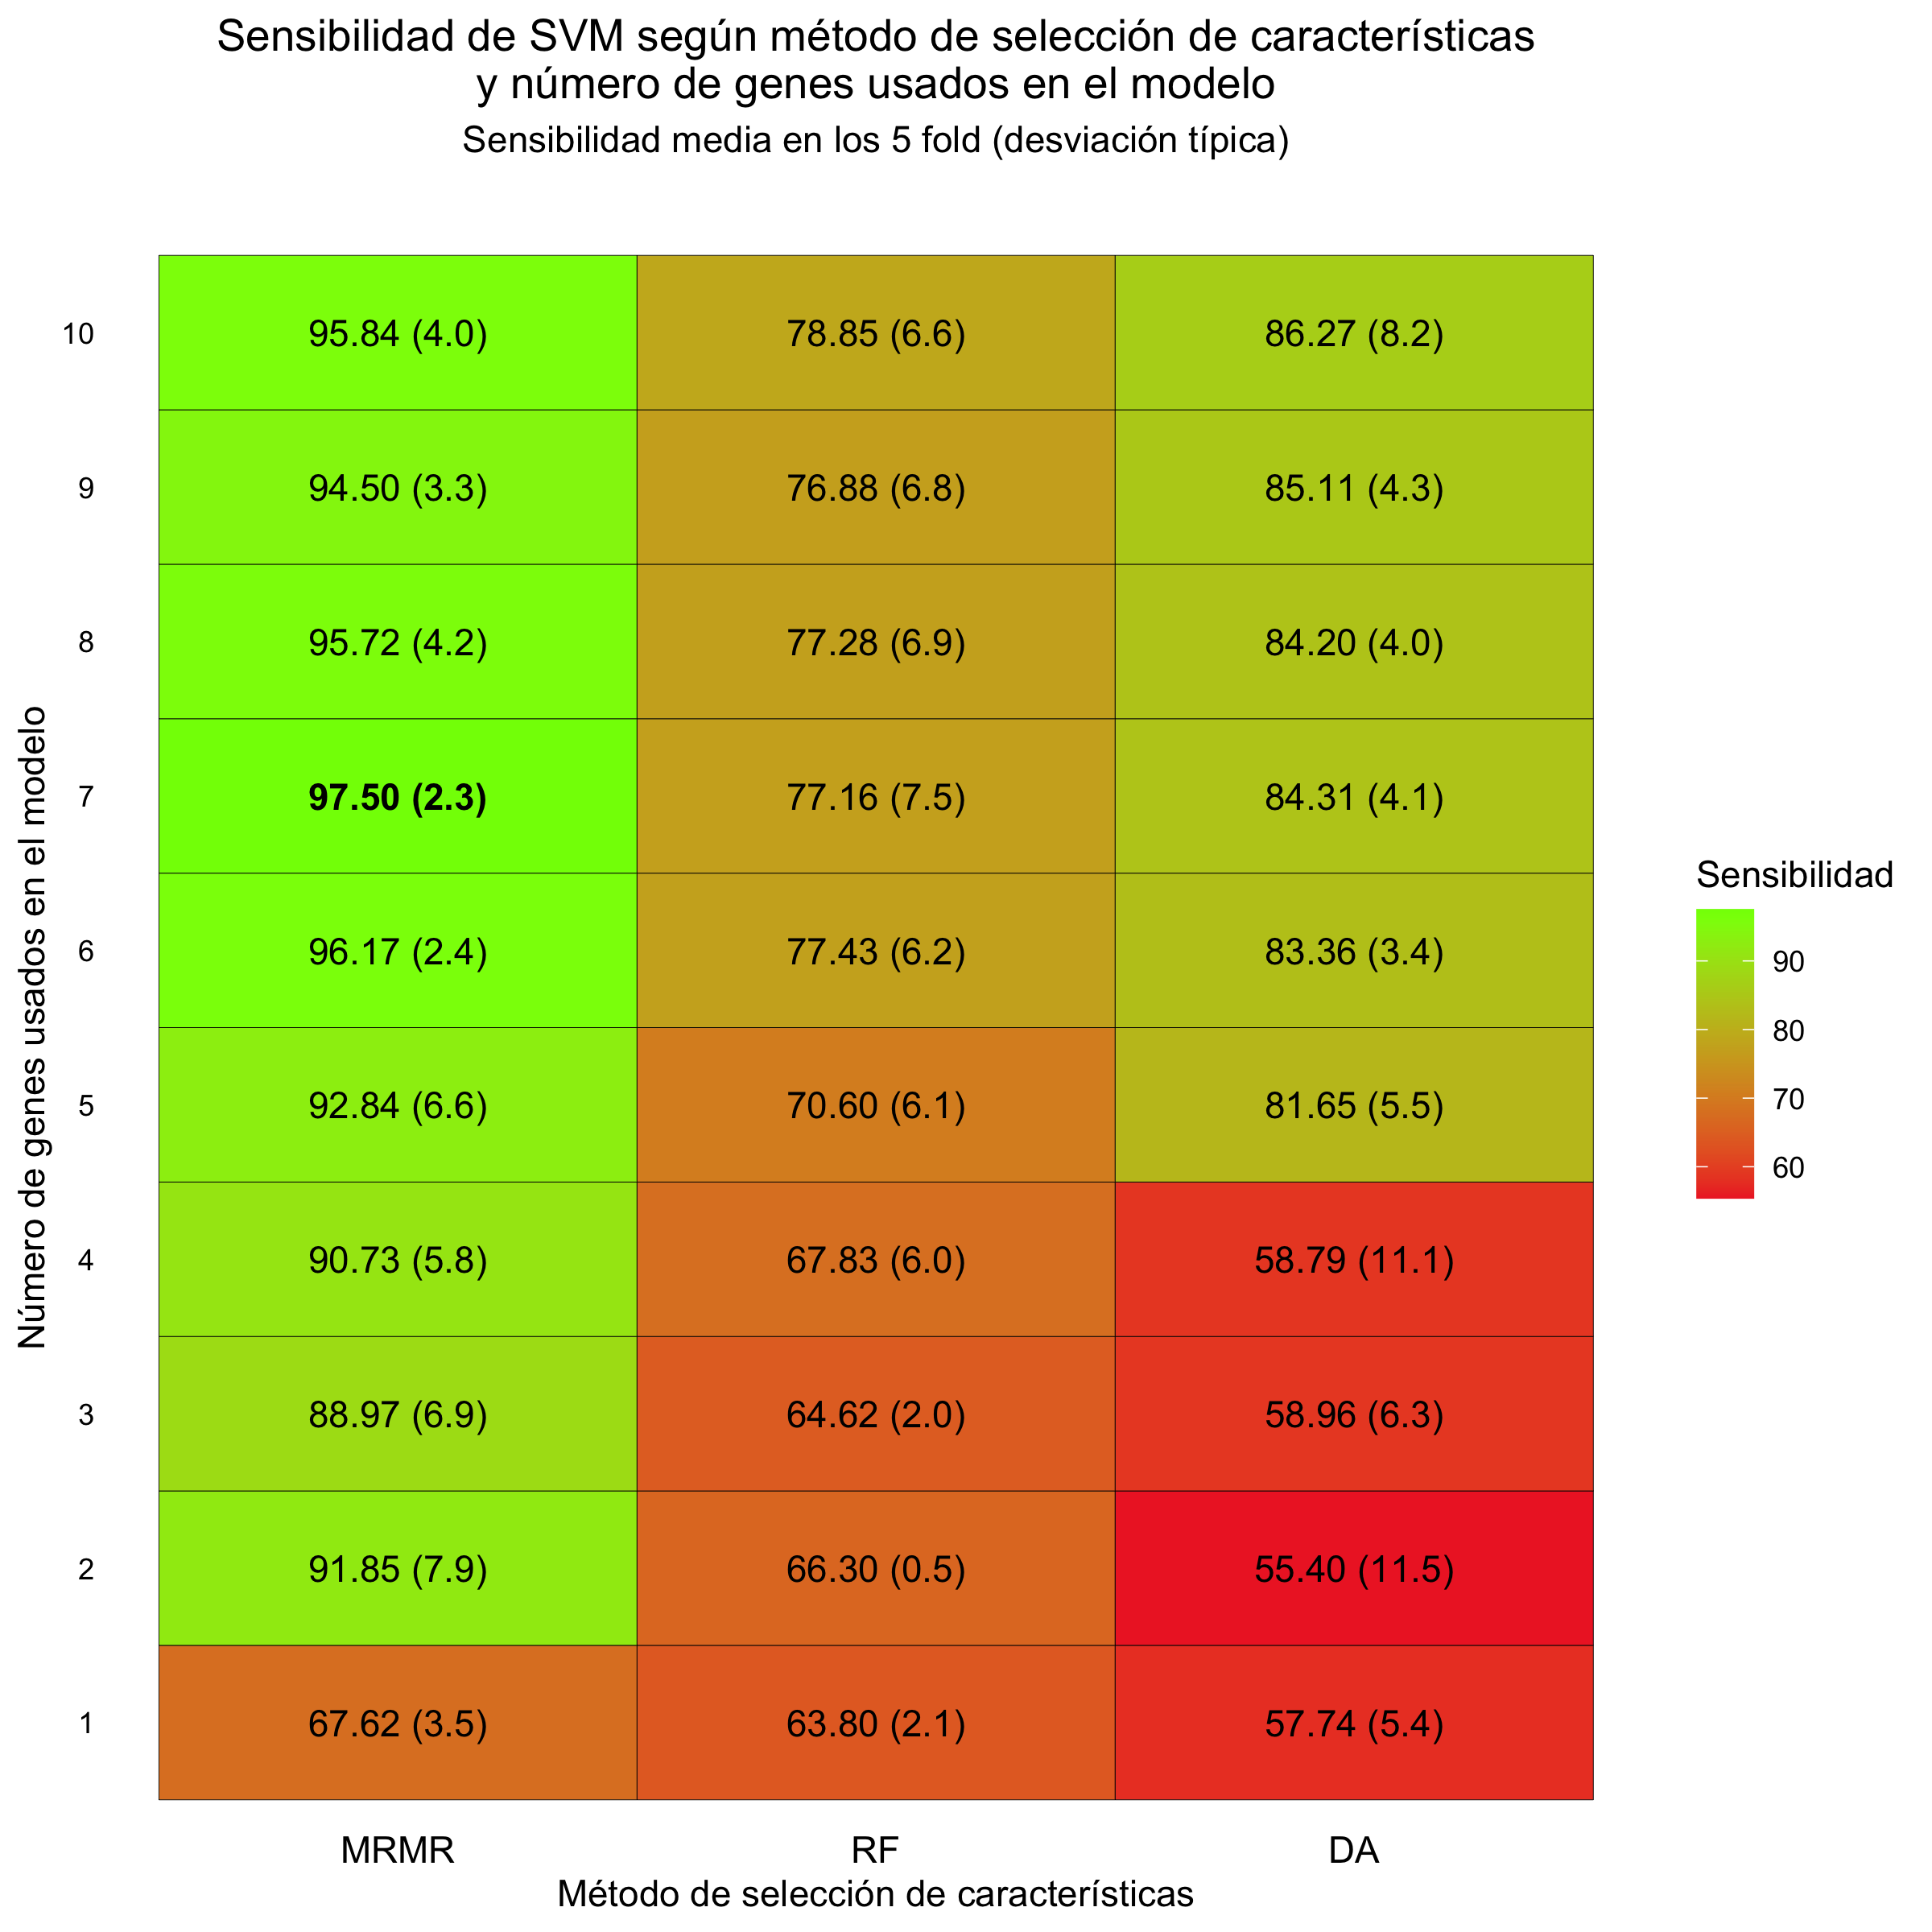 Sensibilidad de SVM según método de selección de características
y número de genes usados en el modelo
Sensibilidad media en los 5 fold (desviación típica)
Número de genes usados en el modelo
10 95.84 (4.0) 78.85 (6.6) 86.27 (8.2)
9 94.50 (3.3) 76.88 (6.8) 85.11 (4.3)
8 95.72 (4.2) 77.28 (6.9) 84.20 (4.0)
7 97.50 (2.3) 77.16 (7.5) 84.31 (4.1)
6 96.17 (2.4) 77.43 (6.2) 83.36 (3.4)
5 92.84 (6.6) 70.60 (6.1) 81.65 (5.5)
4 90.73 (5.8) 67.83 (6.0) 58.79 (11.1)
3 88.97 (6.9) 64.62 (2.0) 58.96 (6.3)
2 91.85 (7.9) 66.30 (0.5) 55.40 (11.5)
1 67.62 (3.5) 63.80 (2.1) 57.74 (5.4)
MRMR RF DA
Método de selección de características
Sensibilidad
90
80
70
60